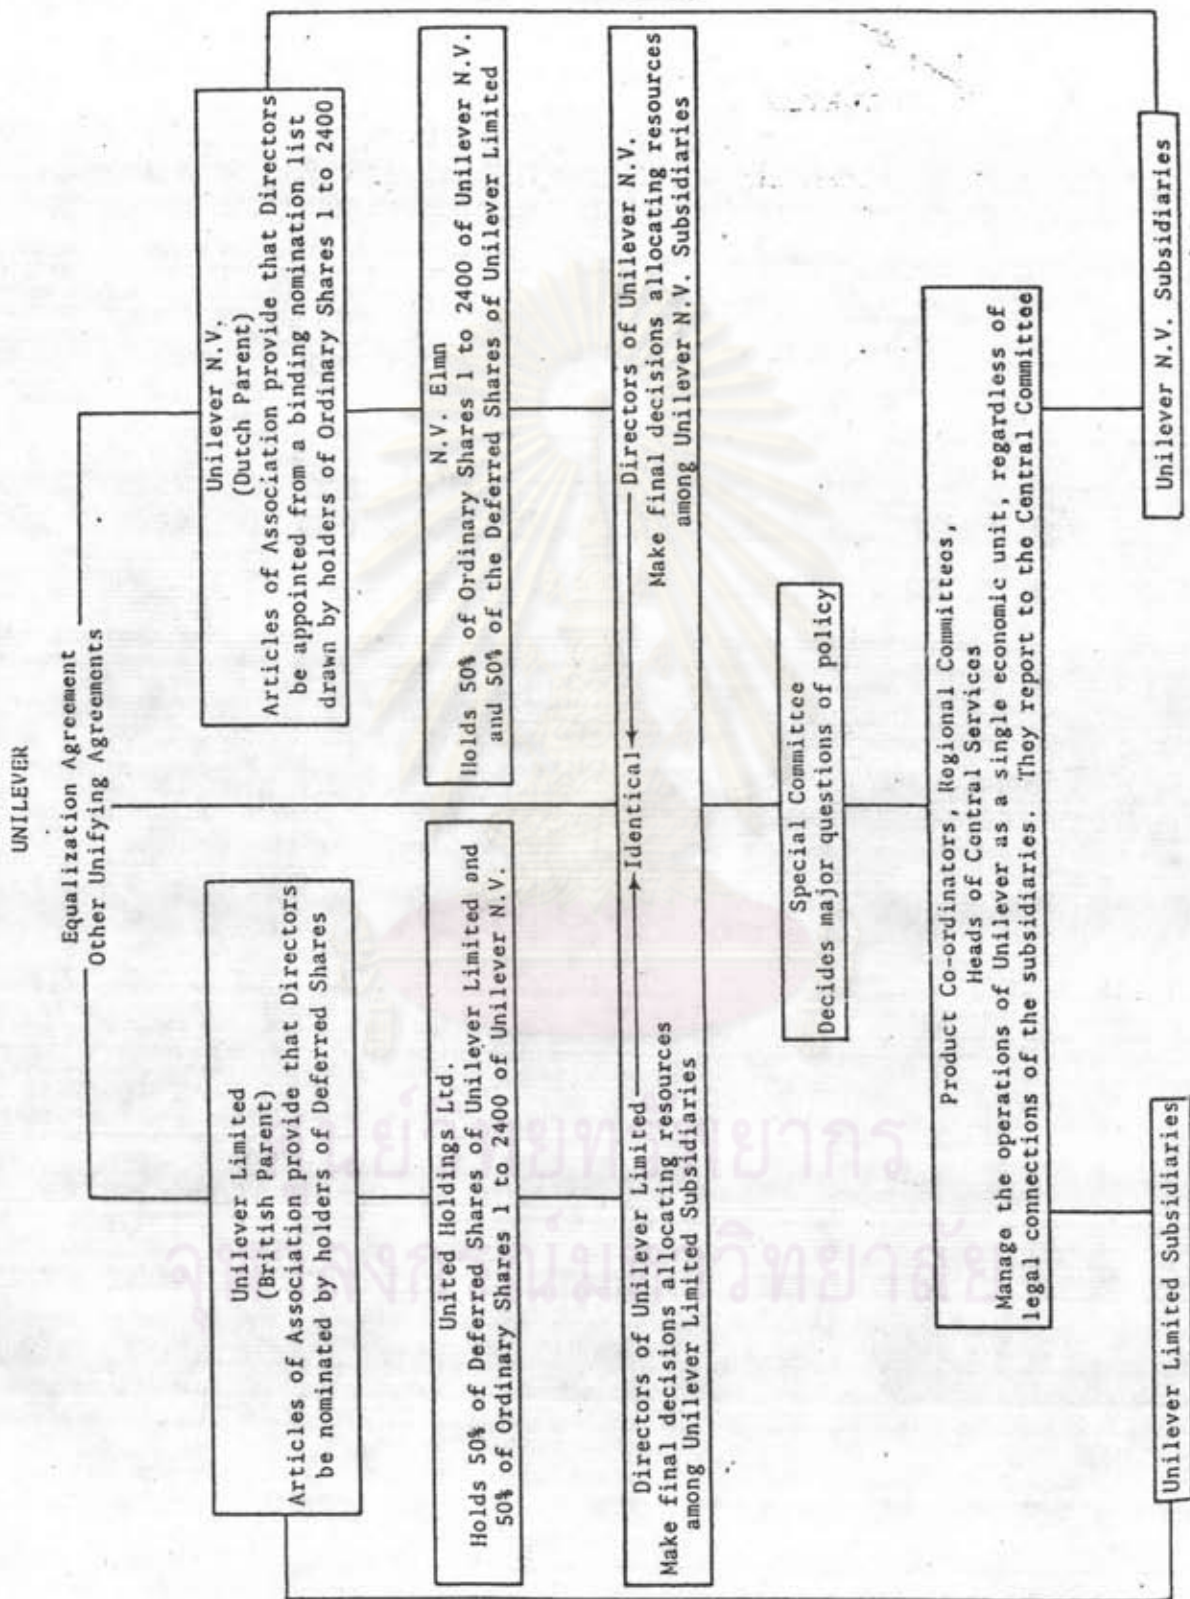 UNILEVER
Equalization Agreement
Other Unifying Agreements
Unilever Limited
(British Parent)
Articles of Association provide that Directors
be nominated by holders of Deferred Shares
Unilever N.V.
(Dutch Parent)
Articles of Association provide that Directors
be appointed from a binding nomination list
drawn by holders of Ordinary Shares 1 to 2400
United Holdings Ltd.
Holds 50% of Deferred Shares of Unilever Limited and
50% of Ordinary Shares 1 to 2400 of Unilever N.V.
N.V. Elmn
Holds 50% of Ordinary Shares 1 to 2400 of Unilever N.V.
and 50% of the Deferred Shares of Unilever Limited
Directors of Unilever Limited
Make final decisions allocating resources
among Unilever Limited Subsidiaries
Identical
Directors of Unilever N.V.
Make final decisions allocating resources
among Unilever N.V. Subsidiaries
Special Committee
Decides major questions of policy
Product Co-ordinators, Regional Committees,
Heads of Central Services
Manage the operations of Unilever as a single economic unit, regardless of
legal connections of the subsidiaries. They report to the Central Committee
Unilever Limited Subsidiaries
Unilever N.V. Subsidiaries